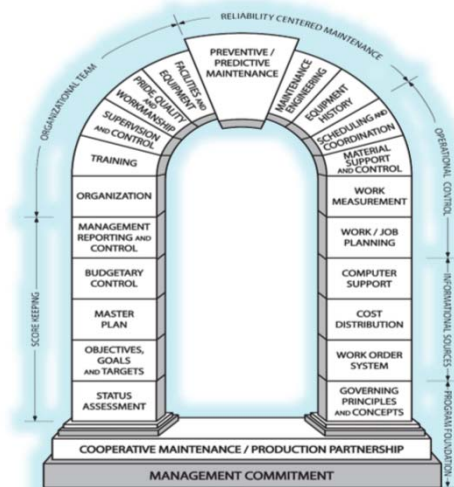 RELIABILITY CENTERED MAINTENANCE
ORGANIZATIONAL TEAM
OPERATIONAL CONTROL
PREVENTIVE /
PREDICTIVE
MAINTENANCE
FACILITIES AND
EQUIPMENT
PRIDE QUALITY
AND
WORKMANSHIP
SUPERVISION
AND CONTROL
TRAINING
ORGANIZATION
MANAGEMENT
REPORTING AND
CONTROL
BUDGETARY
CONTROL
MASTER
PLAN
OBJECTIVES,
GOALS
AND TARGETS
STATUS
ASSESSMENT
SCORE KEEPING
MAINTENANCE
ENGINEERING
EQUIPMENT
HISTORY
SCHEDULING AND
COORDINATION
MATERIAL
SUPPORT
AND CONTROL
WORK
MEASUREMENT
WORK / JOB
PLANNING
COMPUTER
SUPPORT
COST
DISTRIBUTION
WORK ORDER
SYSTEM
GOVERNING
PRINCIPLES
AND CONCEPTS
INFORMATIONAL SOURCES
PROGRAM FOUNDATION
COOPERATIVE MAINTENANCE / PRODUCTION PARTNERSHIP
MANAGEMENT COMMITMENT